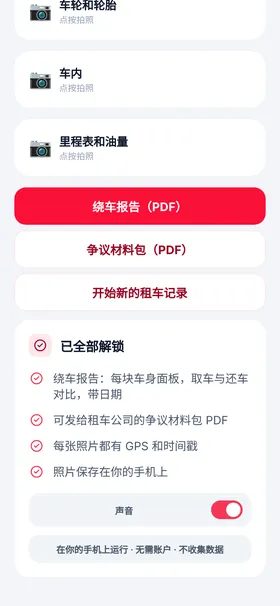 车轮和轮胎
点按拍照
车内
点按拍照
里程表和油量
点按拍照
绕车报告（PDF）
争议材料包（PDF）
开始新的租车记录
已全部解锁
绕车报告：每块车身面板，取车与还车
对比，带日期
可发给租车公司的争议材料包 PDF
每张照片都有 GPS 和时间戳
照片保存在你的手机上
声音
在你的手机上运行 · 无需账户 · 不收集数据